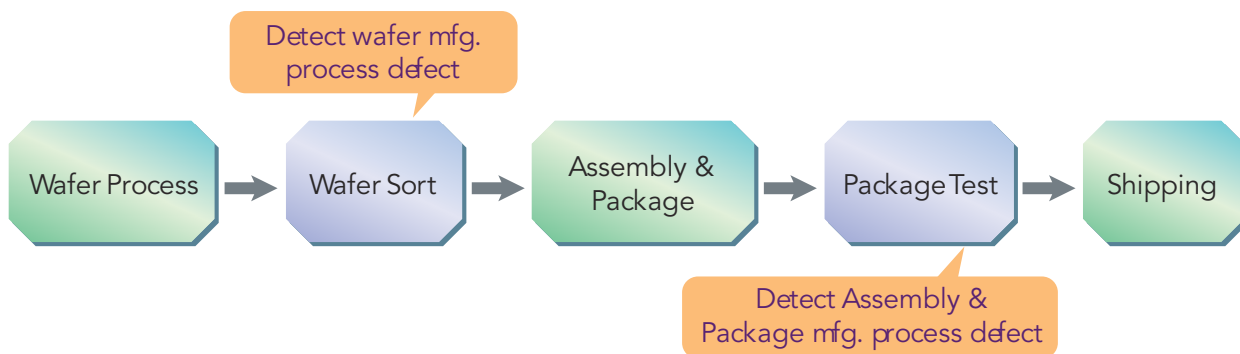 Detect wafer mfg.
process defect
Wafer Process
Wafer Sort
Assembly &
Package
Package Test
Shipping
Detect Assembly &
Package mfg. process defect